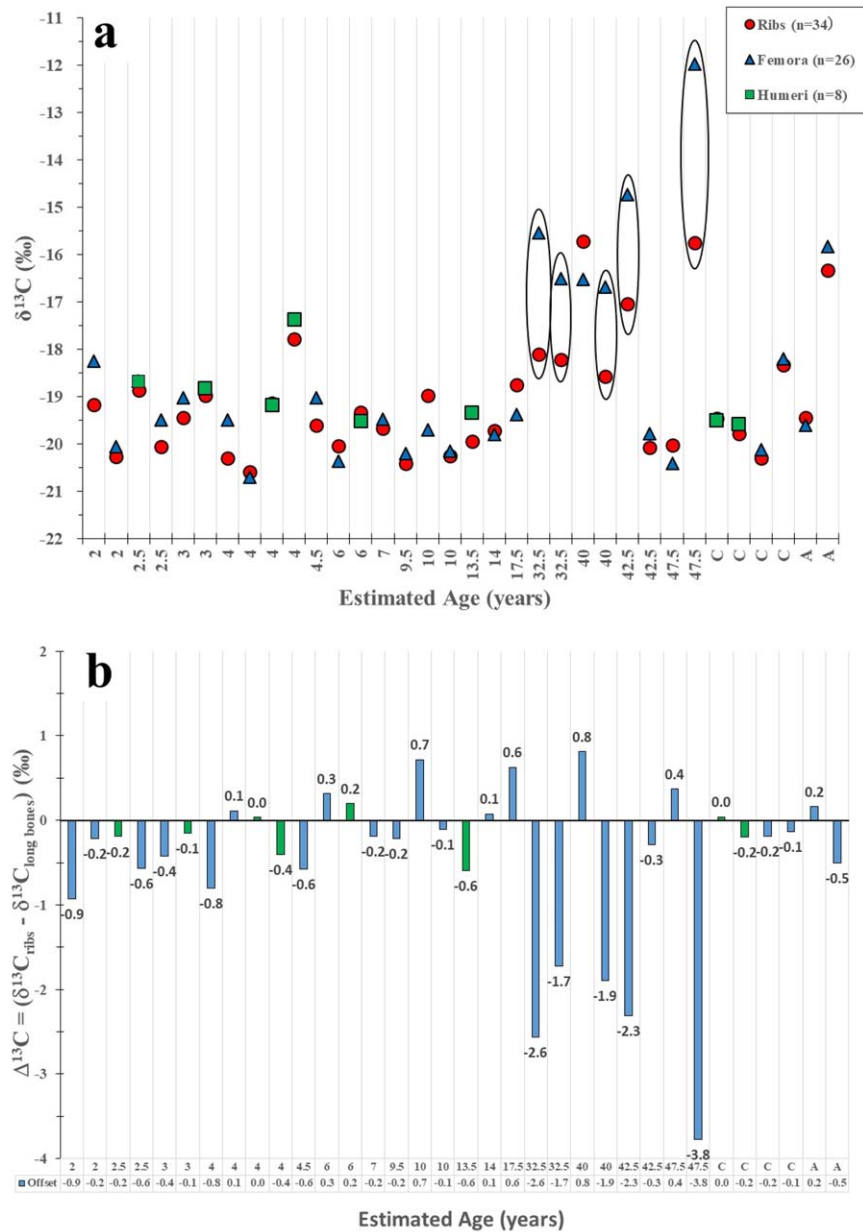 a
Ribs (n=34)
Femora (n=26)
Humeri (n=8)
-11
-12
-13
-14
-15
-16
-17
-18
-19
-20
-21
-22
δ¹³C (‰)
2 2 2.5 2.5 3 3 4 4 4 4 4.5 6 6 7 9.5 10 10 13.5 14 17.5 32.5 32.5 40 40 42.5 42.5 47.5 47.5 C C C C A A
Estimated Age (years)
b
2
1
0
-1
-2
-3
-4
Δ¹³C = (δ¹³C ribs - δ¹³C long bones) (‰)
-0.9 -0.2 -0.2 -0.6 -0.4 -0.1 -0.8 0.1 0.0 -0.4 -0.6 0.3 0.2 -0.2 -0.2 0.7 -0.1 -0.6 0.1 0.6 -2.6 -1.7 0.8 -1.9 -2.3 -0.3 0.4 -3.8 0.0 -0.2 -0.2 -0.1 0.2 -0.5
2 2 2.5 2.5 3 3 4 4 4 4 4.5 6 6 7 9.5 10 10 13.5 14 17.5 32.5 32.5 40 40 42.5 42.5 47.5 47.5 C C C C A A
Offset -0.9 -0.2 -0.2 -0.6 -0.4 -0.1 -0.8 0.1 0.0 -0.4 -0.6 0.3 0.2 -0.2 -0.2 0.7 -0.1 -0.6 0.1 0.6 -2.6 -1.7 0.8 -1.9 -2.3 -0.3 0.4 -3.8 0.0 -0.2 -0.2 -0.1 0.2 -0.5
Estimated Age (years)